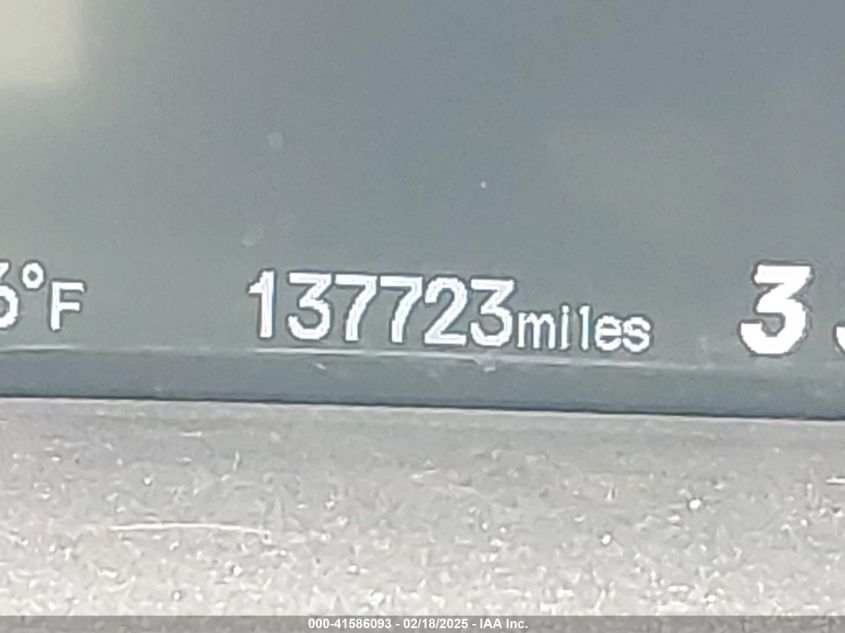 °F 137723miles 3
000-41586093 - 02/18/2025 - IAA Inc.